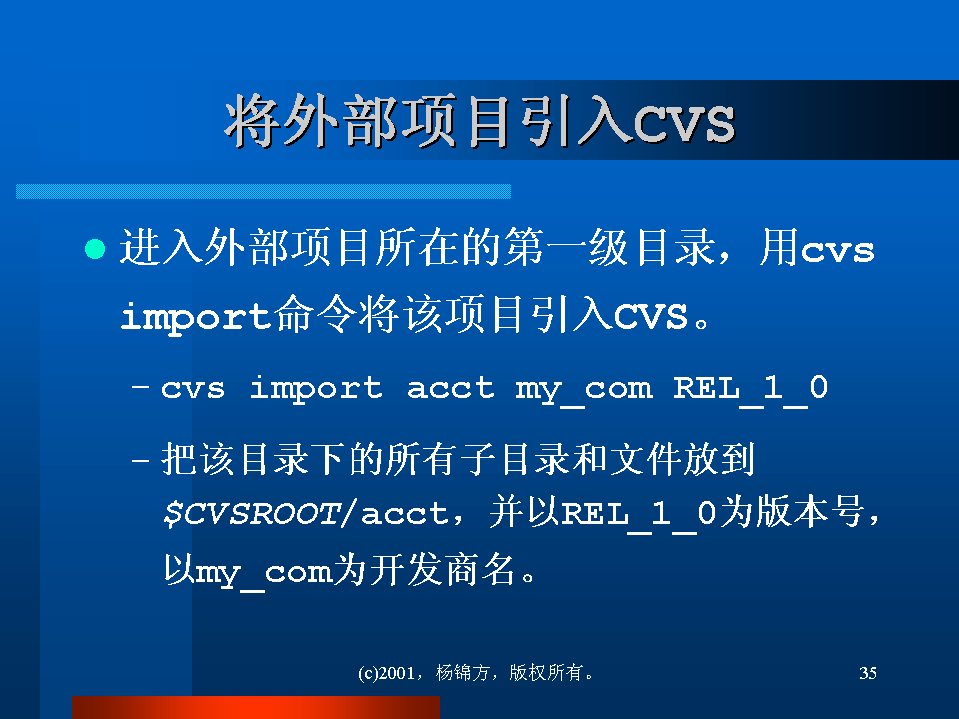 将外部项目引入CVS
进入外部项目所在的第一级目录，用cvs
import命令将该项目引入CVS。
– cvs import acct my_com REL_1_0
– 把该目录下的所有子目录和文件放到
$CVSROOT/acct，并以REL_1_0为版本号，
以my_com为开发商名。
(c)2001，杨锦方，版权所有。
35